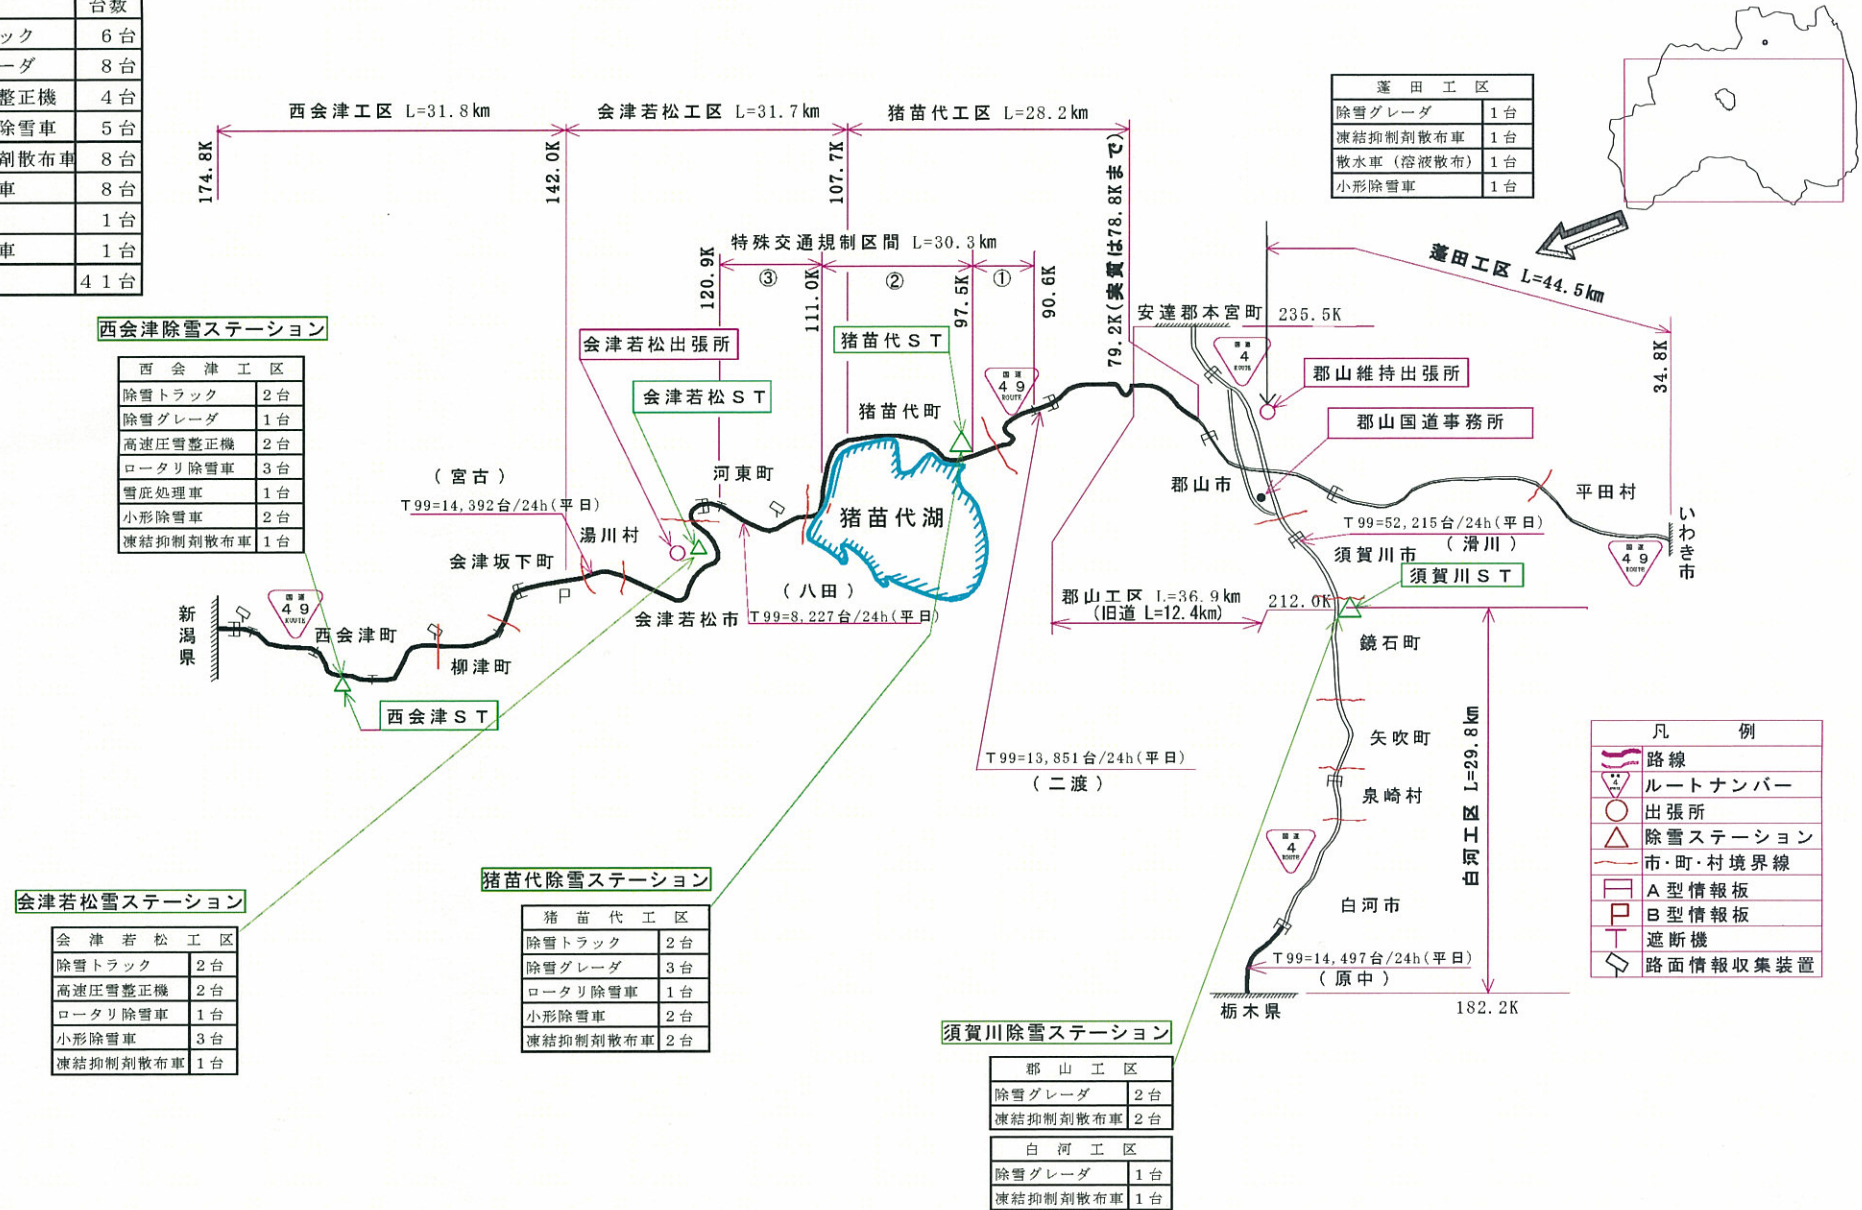 台数
ック 6台
ーダ 8台
整正機 4台
除雪車 5台
剤散布車 8台
車 8台
1台
車 1台
41台
西会津工区 L=31.8km
会津若松工区 L=31.7km
猪苗代工区 L=28.2km
174.8K
142.0K
107.7K
79.2K(実質は78.8Kまで)
特殊交通規制区間 L=30.3km
120.9K
③
111.0K
②
97.5K
①
90.6K
蓬田工区
除雪グレーダ 1台
凍結抑制剤散布車 1台
散水車(溶液散布) 1台
小形除雪車 1台
蓬田工区 L=44.5km
34.8K
安達郡本宮町 235.5K
国道
4
ROUTE
郡山維持出張所
郡山国道事務所
西会津除雪ステーション
西会津工区
除雪トラック 2台
除雪グレーダ 1台
高速圧雪整正機 2台
ロータリ除雪車 3台
雪庇処理車 1台
小形除雪車 2台
凍結抑制剤散布車 1台
会津若松出張所
会津若松ST
猪苗代ST
国道
49
ROUTE
猪苗代町
河東町
猪苗代湖
(宮古)
T99=14,392台/24h(平日)
湯川村
会津坂下町
会津若松市
(八田)
T99=8,227台/24h(平日)
新潟県
国道
49
ROUTE
西会津町
柳津町
西会津ST
郡山市
平田村
いわき市
国道
49
ROUTE
T99=52,215台/24h(平日)
(滑川)
須賀川市
須賀川ST
郡山工区 L=36.9km
(旧道 L=12.4km)
212.0K
鏡石町
T99=13,851台/24h(平日)
(二渡)
矢吹町
泉崎村
白河工区 L=29.8km
国道
4
ROUTE
白河市
T99=14,497台/24h(平日)
(原中)
栃木県
182.2K
凡例
路線
ルートナンバー
出張所
除雪ステーション
市・町・村境界線
A型情報板
B型情報板
遮断機
路面情報収集装置
会津若松雪ステーション
会津若松工区
除雪トラック 2台
高速圧雪整正機 2台
ロータリ除雪車 1台
小形除雪車 3台
凍結抑制剤散布車 1台
猪苗代除雪ステーション
猪苗代工区
除雪トラック 2台
除雪グレーダ 3台
ロータリ除雪車 1台
小形除雪車 2台
凍結抑制剤散布車 2台
須賀川除雪ステーション
郡山工区
除雪グレーダ 2台
凍結抑制剤散布車 2台
白河工区
除雪グレーダ 1台
凍結抑制剤散布車 1台